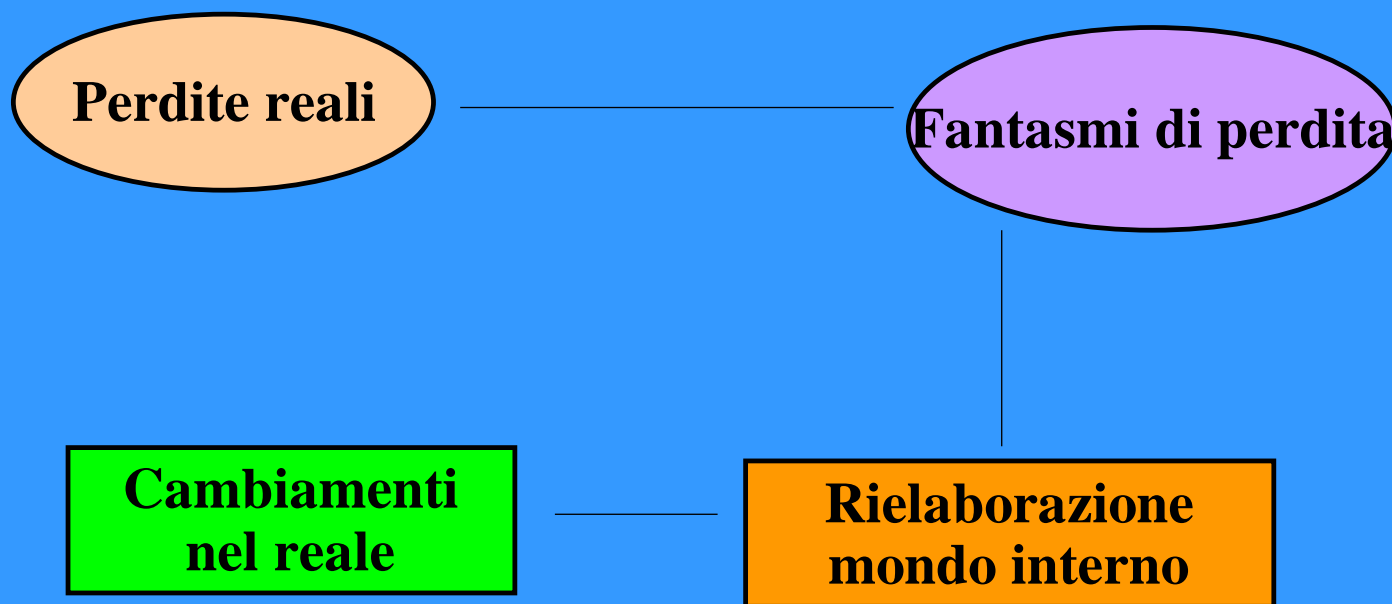 Perdite reali
Fantasmi di perdita
Cambiamenti
nel reale
Rielaborazione
mondo interno